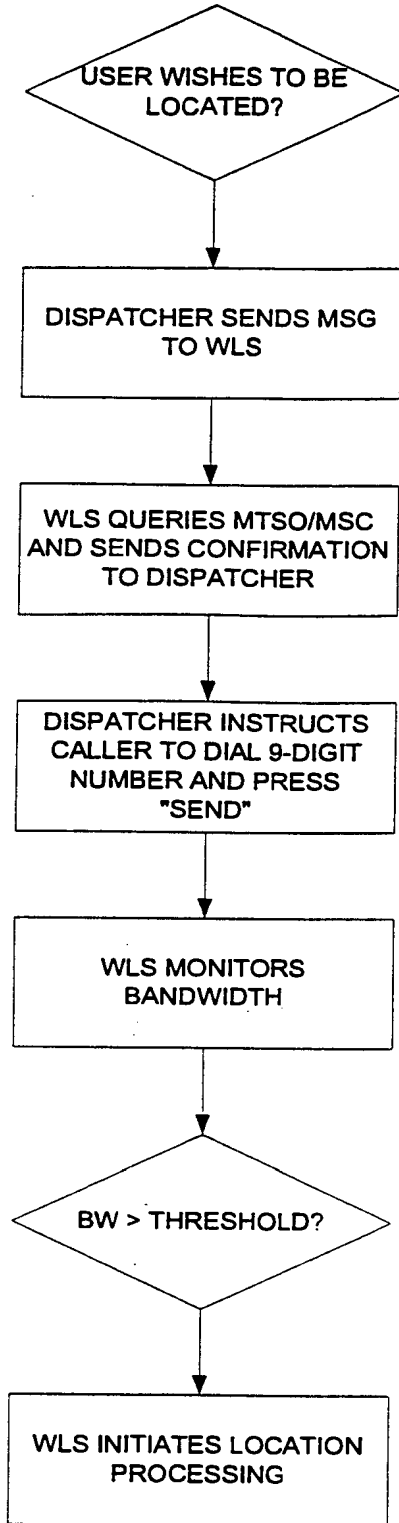 USER WISHES TO BE
LOCATED?
DISPATCHER SENDS MSG
TO WLS
WLS QUERIES MTSO/MSC
AND SENDS CONFIRMATION
TO DISPATCHER
DISPATCHER INSTRUCTS
CALLER TO DIAL 9-DIGIT
NUMBER AND PRESS
"SEND"
WLS MONITORS
BANDWIDTH
BW > THRESHOLD?
WLS INITIATES LOCATION
PROCESSING